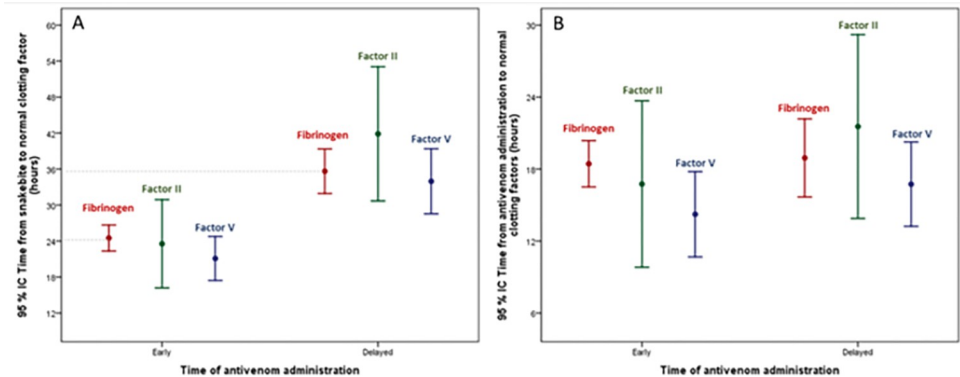 A
95 % IC Time from snakebite to normal clotting factor
(hours)
60
54
48
42
36
30
24
18
12
Fibrinogen
Factor II
Factor V
Fibrinogen
Factor II
Factor V
Early
Delayed
Time of antivenom administration
B
95 % IC Time from antivenom administration to normal
clotting factors (hours)
30
24
18
12
6
Fibrinogen
Factor II
Factor V
Fibrinogen
Factor II
Factor V
Early
Delayed
Time of antivenom administration